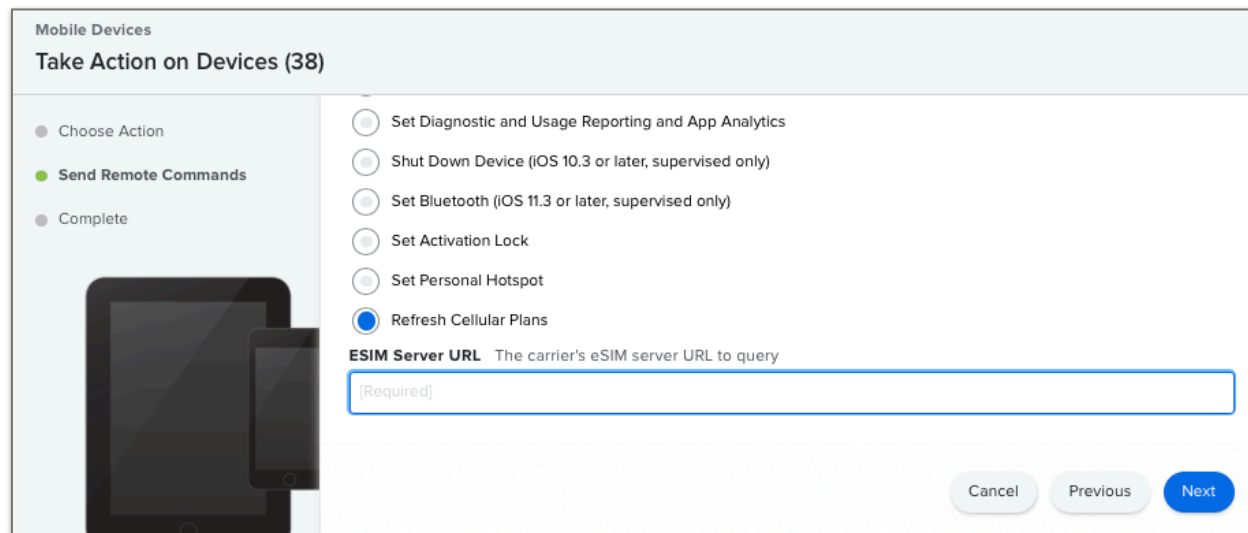 Mobile Devices
Take Action on Devices (38)
Choose Action
Send Remote Commands
Complete
Set Diagnostic and Usage Reporting and App Analytics
Shut Down Device (iOS 10.3 or later, supervised only)
Set Bluetooth (iOS 11.3 or later, supervised only)
Set Activation Lock
Set Personal Hotspot
Refresh Cellular Plans
ESIM Server URL The carrier's eSIM server URL to query
[Required]
Cancel Previous Next